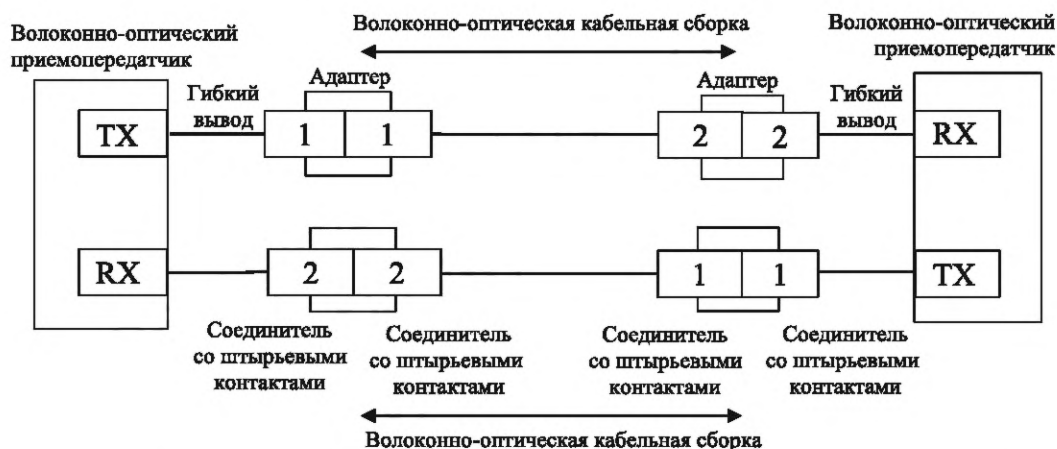 Волоконно-оптическая кабельная сборка
Волоконно-оптический
приемопередатчик
Волоконно-оптический
приемопередатчик
Адаптер
Адаптер
Гибкий
вывод
Гибкий
вывод
TX
1 1
2 2
RX
RX
2 2
1 1
TX
Соединитель
со штырьевыми
контактами
Соединитель
со штырьевыми
контактами
Соединитель
со штырьевыми
контактами
Соединитель
со штырьевыми
контактами
Волоконно-оптическая кабельная сборка